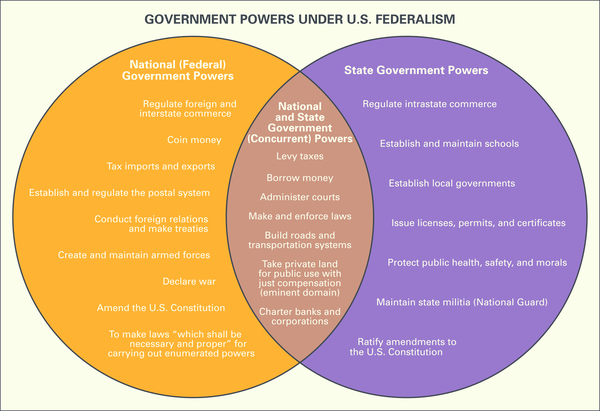 GOVERNMENT POWERS UNDER U.S. FEDERALISM
National (Federal)
Government Powers
Regulate foreign and
interstate commerce
Coin money
Tax imports and exports
Establish and regulate the postal system
Conduct foreign relations
and make treaties
Create and maintain armed forces
Declare war
Amend the U.S. Constitution
To make laws “which shall be
necessary and proper” for
carrying out enumerated powers
National
and State
Government
(Concurrent) Powers
Levy taxes
Borrow money
Administer courts
Make and enforce laws
Build roads and
transportation systems
Take private land
for public use with
just compensation
(eminent domain)
Charter banks and
corporations
State Government Powers
Regulate intrastate commerce
Establish and maintain schools
Establish local governments
Issue licenses, permits, and certificates
Protect public health, safety, and morals
Maintain state militia (National Guard)
Ratify amendments to
the U.S. Constitution